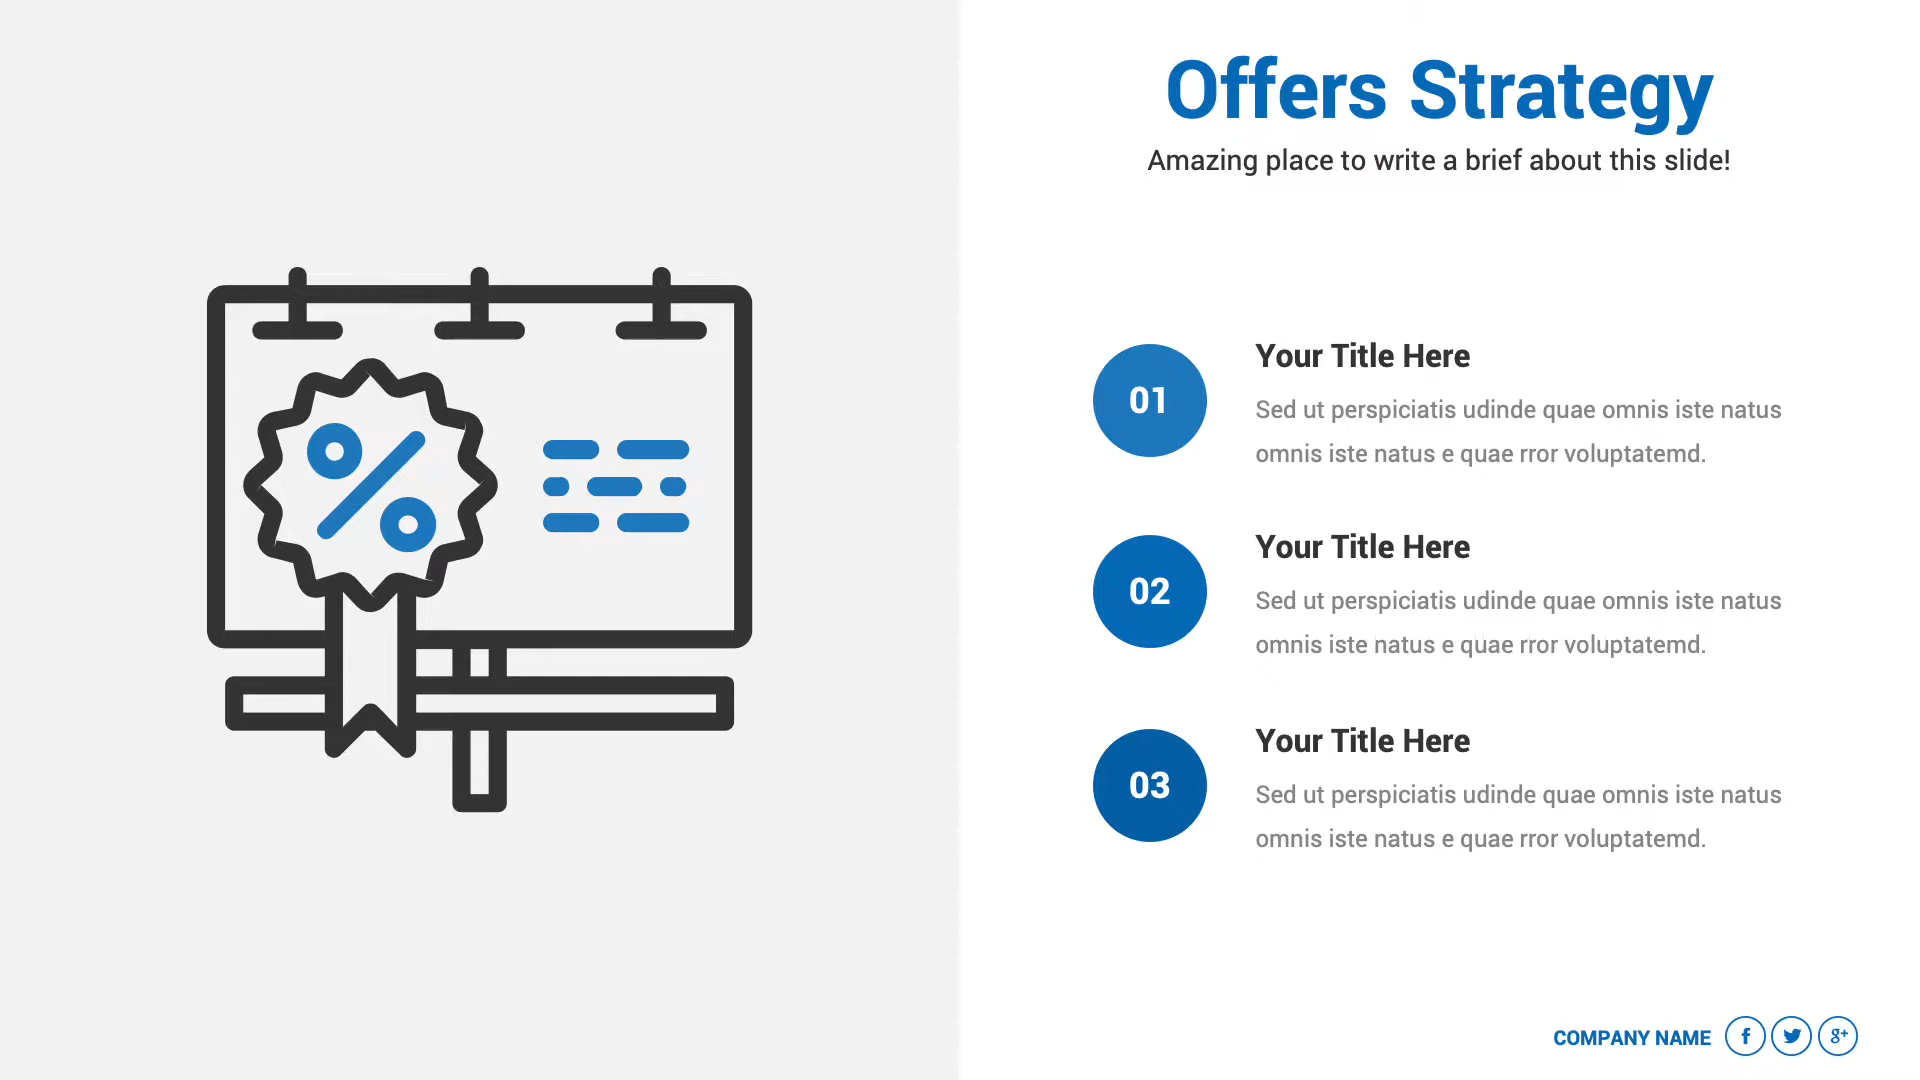 Offers Strategy
Amazing place to write a brief about this slide!
01
Your Title Here
Sed ut perspiciatis udinde quae omnis iste natus
omnis iste natus e quae rror voluptatemd.
02
Your Title Here
Sed ut perspiciatis udinde quae omnis iste natus
omnis iste natus e quae rror voluptatemd.
03
Your Title Here
Sed ut perspiciatis udinde quae omnis iste natus
omnis iste natus e quae rror voluptatemd.
COMPANY NAME